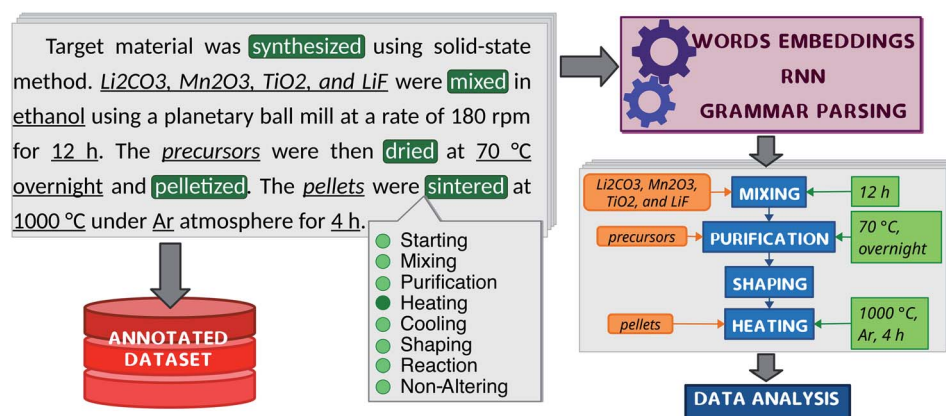 Target material was synthesized using solid-state
method. Li2CO3, Mn2O3, TiO2, and LiF were mixed in
ethanol using a planetary ball mill at a rate of 180 rpm
for 12 h. The precursors were then dried at 70 °C
overnight and pelletized. The pellets were sintered at
1000 °C under Ar atmosphere for 4 h.
Starting
Mixing
Purification
Heating
Cooling
Shaping
Reaction
Non-Altering
ANNOTATED
DATASET
WORDS EMBEDDINGS
RNN
GRAMMAR PARSING
Li2CO3, Mn2O3,
TiO2, and LiF
MIXING
12 h
precursors
PURIFICATION
70 °C,
overnight
SHAPING
pellets
HEATING
1000 °C,
Ar, 4 h
DATA ANALYSIS